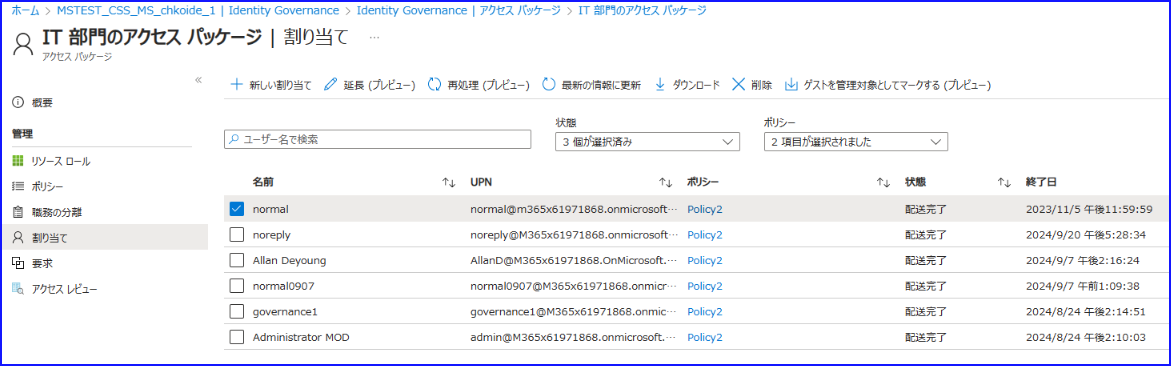 ホーム > MSTEST_CSS_MS_chkoide_1 | Identity Governance > Identity Governance | アクセス パッケージ > IT 部門のアクセス パッケージ
IT 部門のアクセス パッケージ | 割り当て …
アクセス パッケージ
«
+ 新しい割り当て 延長 (プレビュー) 再処理 (プレビュー) 最新の情報に更新 ダウンロード 削除 ゲストを管理対象としてマークする (プレビュー)
概要
管理
リソース ロール
ポリシー
職務の分離
割り当て
要求
アクセス レビュー
状態 ポリシー
ユーザー名で検索 3 個が選択済み 2 項目が選択されました
名前 ↑↓ UPN ↑↓ ポリシー ↑↓ 状態 ↑↓ 終了日
normal normal@m365x61971868.onmicrosoft… Policy2 配送完了 2023/11/5 午後11:59:59
noreply noreply@M365x61971868.onmicrosoft… Policy2 配送完了 2024/9/20 午後5:28:34
Allan Deyoung AllanD@M365x61971868.OnMicrosoft.… Policy2 配送完了 2024/9/7 午後2:16:24
normal0907 normal0907@M365x61971868.onmicr… Policy2 配送完了 2024/9/7 午前1:09:38
governance1 governance1@M365x61971868.onmic… Policy2 配送完了 2024/8/24 午後2:14:51
Administrator MOD admin@M365x61971868.onmicrosoft.… Policy2 配送完了 2024/8/24 午後2:10:03